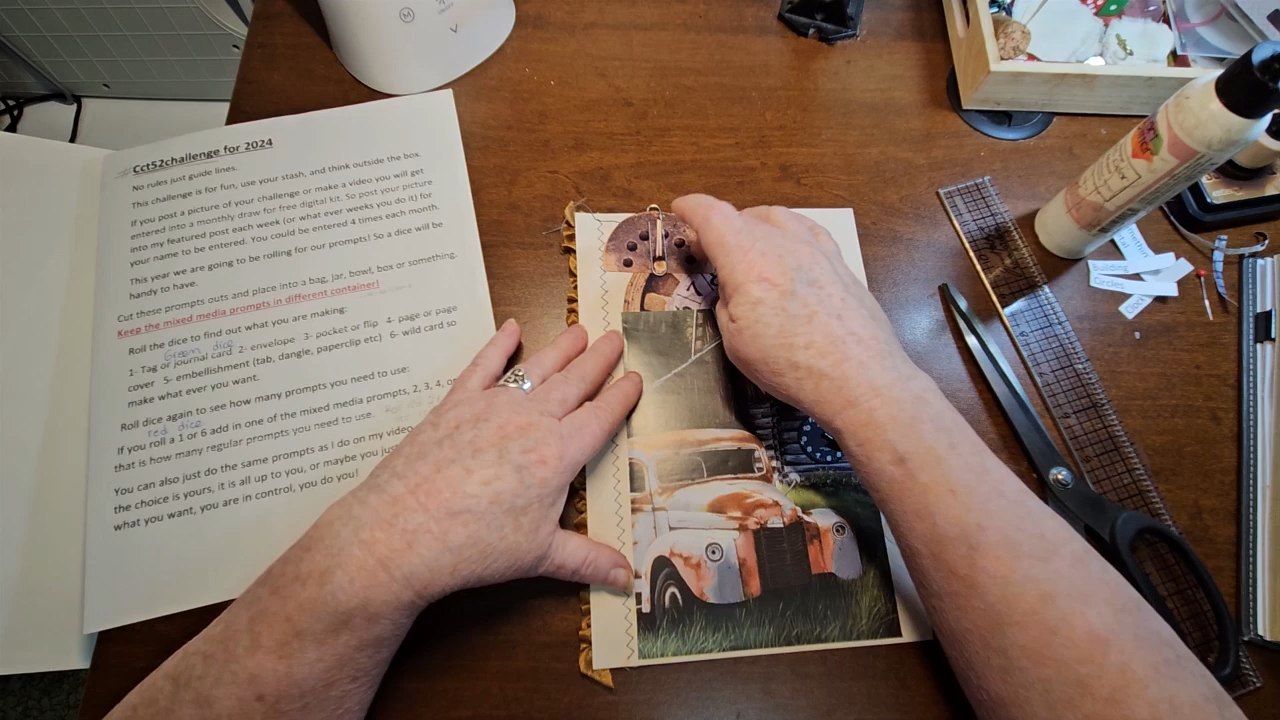 Cct52challenge for 2024
No rules just guide lines.
This challenge is for fun, use your stash, and think outside the box.
If you post a picture of your challenge or make a video you will get
entered into a monthly draw for free digital kit. So post your picture
into my featured post each week (or what ever weeks you do it) for
your name to be entered. You could be entered 4 times each month.
This year we are going to be rolling for our prompts! So a dice will be
handy to have.
Cut these prompts outs and place into a bag, jar, bowl, box or something.
Keep the mixed media prompts in different container!
Roll the dice to find out what you are making:
Green dice
1- Tag or journal card 2- envelope 3- pocket or flip 4- page or page
cover 5- embellishment (tab, dangle, paperclip etc) 6- wild card so
make what ever you want.
Roll dice again to see how many prompts you need to use:
red dice
If you roll a 1 or 6 add in one of the mixed media prompts, 2, 3, 4, or
that is how many regular prompts you need to use.
You can also just do the same prompts as I do on my video
the choice is yours, it is all up to you, or maybe you just
what you want, you are in control, you do you!
M
Building
Circles